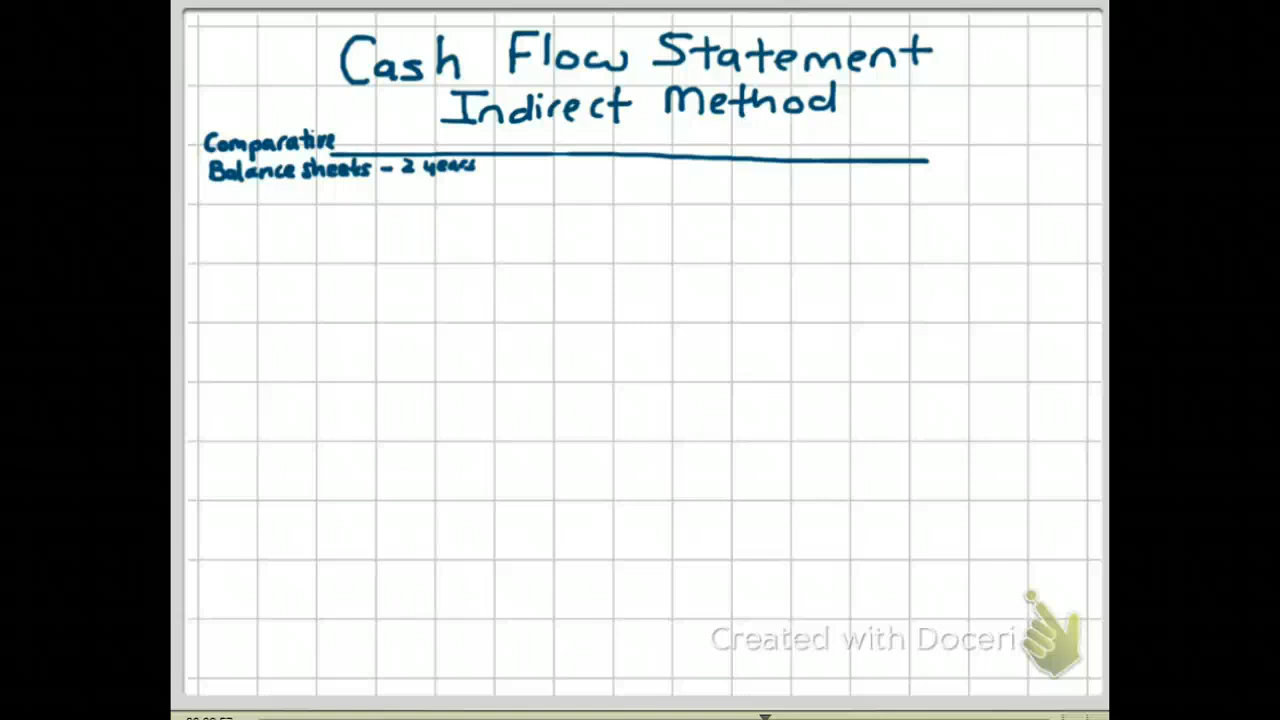 Cash Flow Statement
Indirect Method
Comparative
Balance sheets - 2 years
Created with Doceri